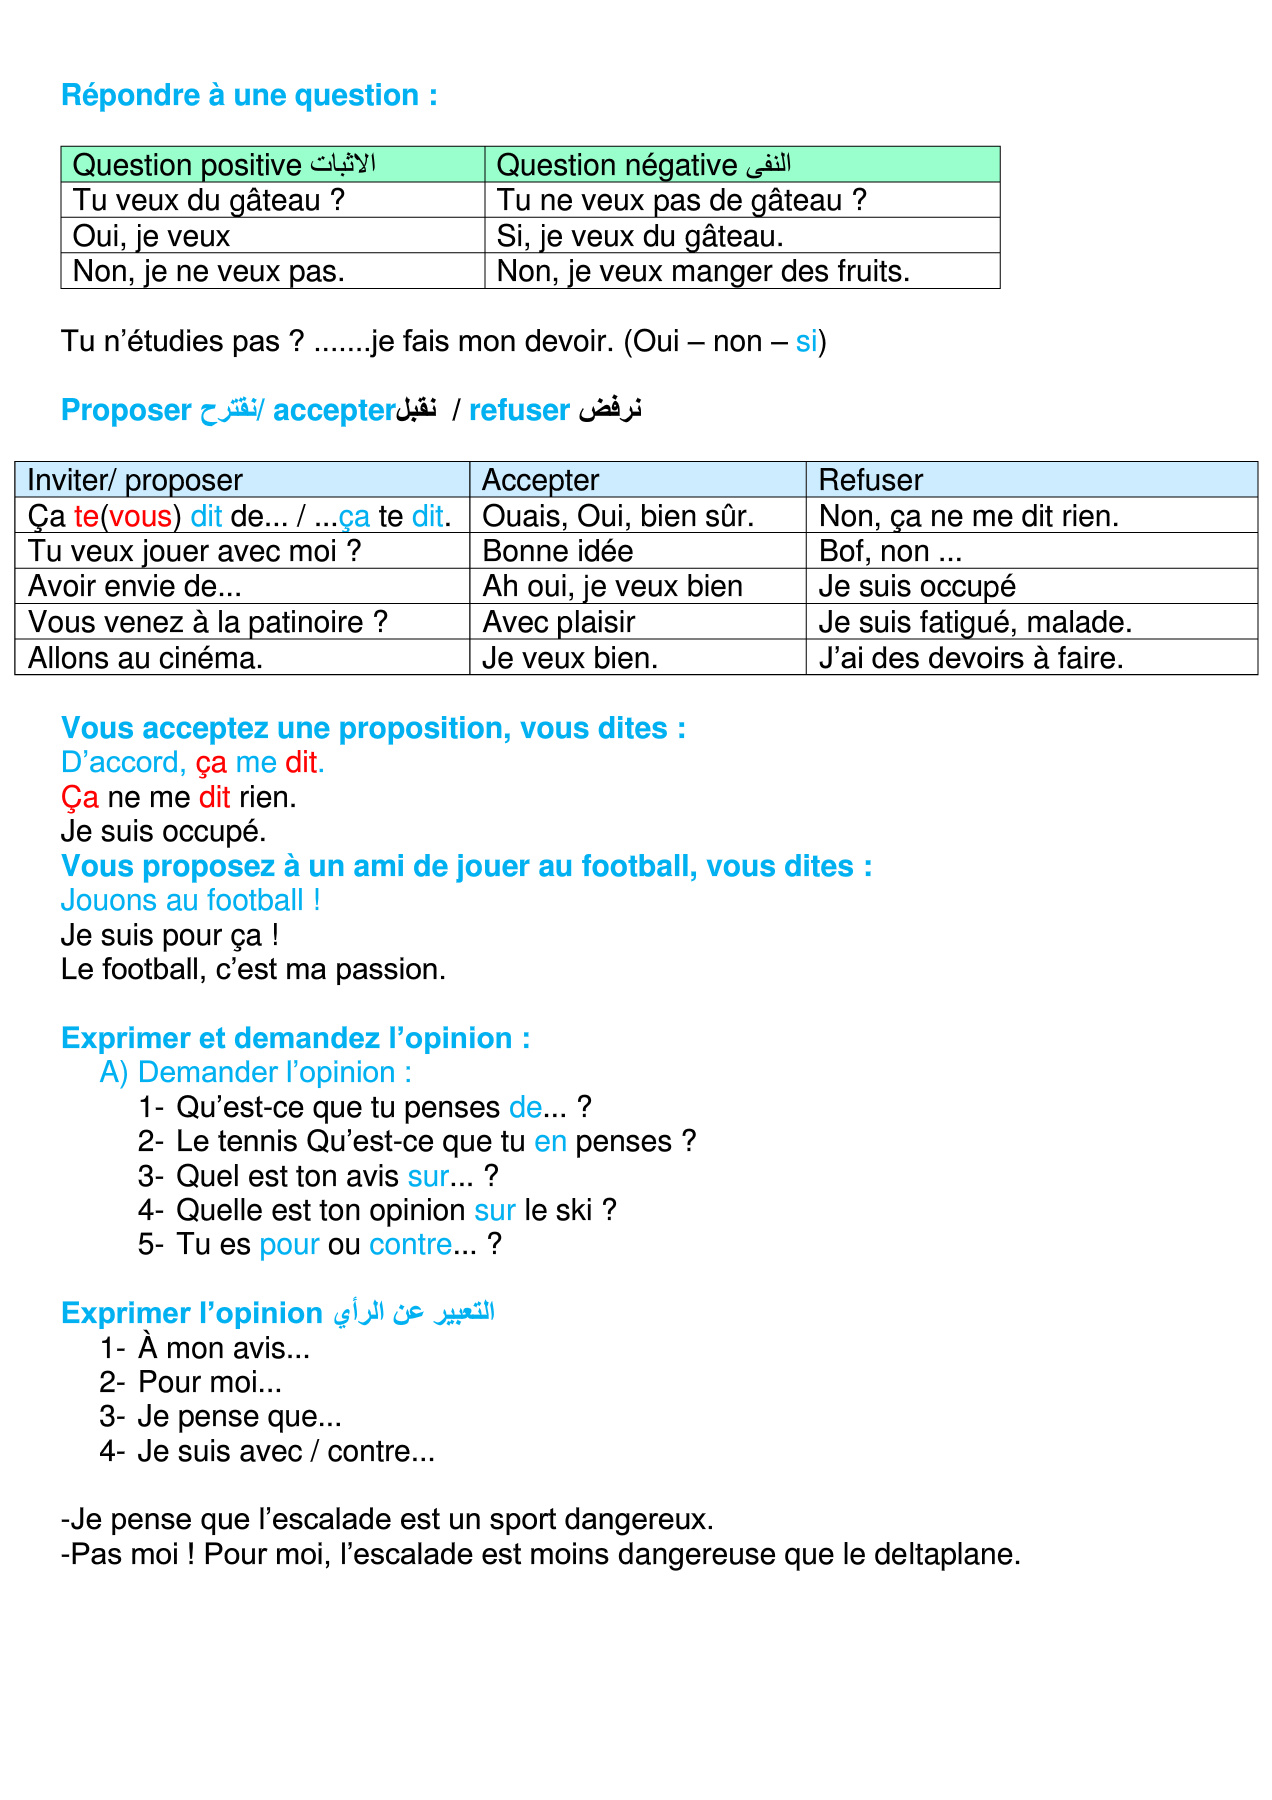 Répondre à une question :
Question positive الاثبات Question négative النفى
Tu veux du gâteau ? Tu ne veux pas de gâteau ?
Oui, je veux Si, je veux du gâteau.
Non, je ne veux pas. Non, je veux manger des fruits.
Tu n’étudies pas ? .......je fais mon devoir. (Oui – non – si)
Proposer نقترح/ accepterنقبل / refuser نرفض
Inviter/ proposer Accepter Refuser
Ça te(vous) dit de... / ...ça te dit. Ouais, Oui, bien sûr. Non, ça ne me dit rien.
Tu veux jouer avec moi ? Bonne idée Bof, non ...
Avoir envie de... Ah oui, je veux bien Je suis occupé
Vous venez à la patinoire ? Avec plaisir Je suis fatigué, malade.
Allons au cinéma. Je veux bien. J’ai des devoirs à faire.
Vous acceptez une proposition, vous dites :
D’accord, ça me dit.
Ça ne me dit rien.
Je suis occupé.
Vous proposez à un ami de jouer au football, vous dites :
Jouons au football !
Je suis pour ça !
Le football, c’est ma passion.
Exprimer et demandez l’opinion :
A) Demander l’opinion :
1- Qu’est-ce que tu penses de... ?
2- Le tennis Qu’est-ce que tu en penses ?
3- Quel est ton avis sur... ?
4- Quelle est ton opinion sur le ski ?
5- Tu es pour ou contre... ?
Exprimer l’opinion التعبير عن الرأي
1- À mon avis...
2- Pour moi...
3- Je pense que...
4- Je suis avec / contre...
-Je pense que l’escalade est un sport dangereux.
-Pas moi ! Pour moi, l’escalade est moins dangereuse que le deltaplane.